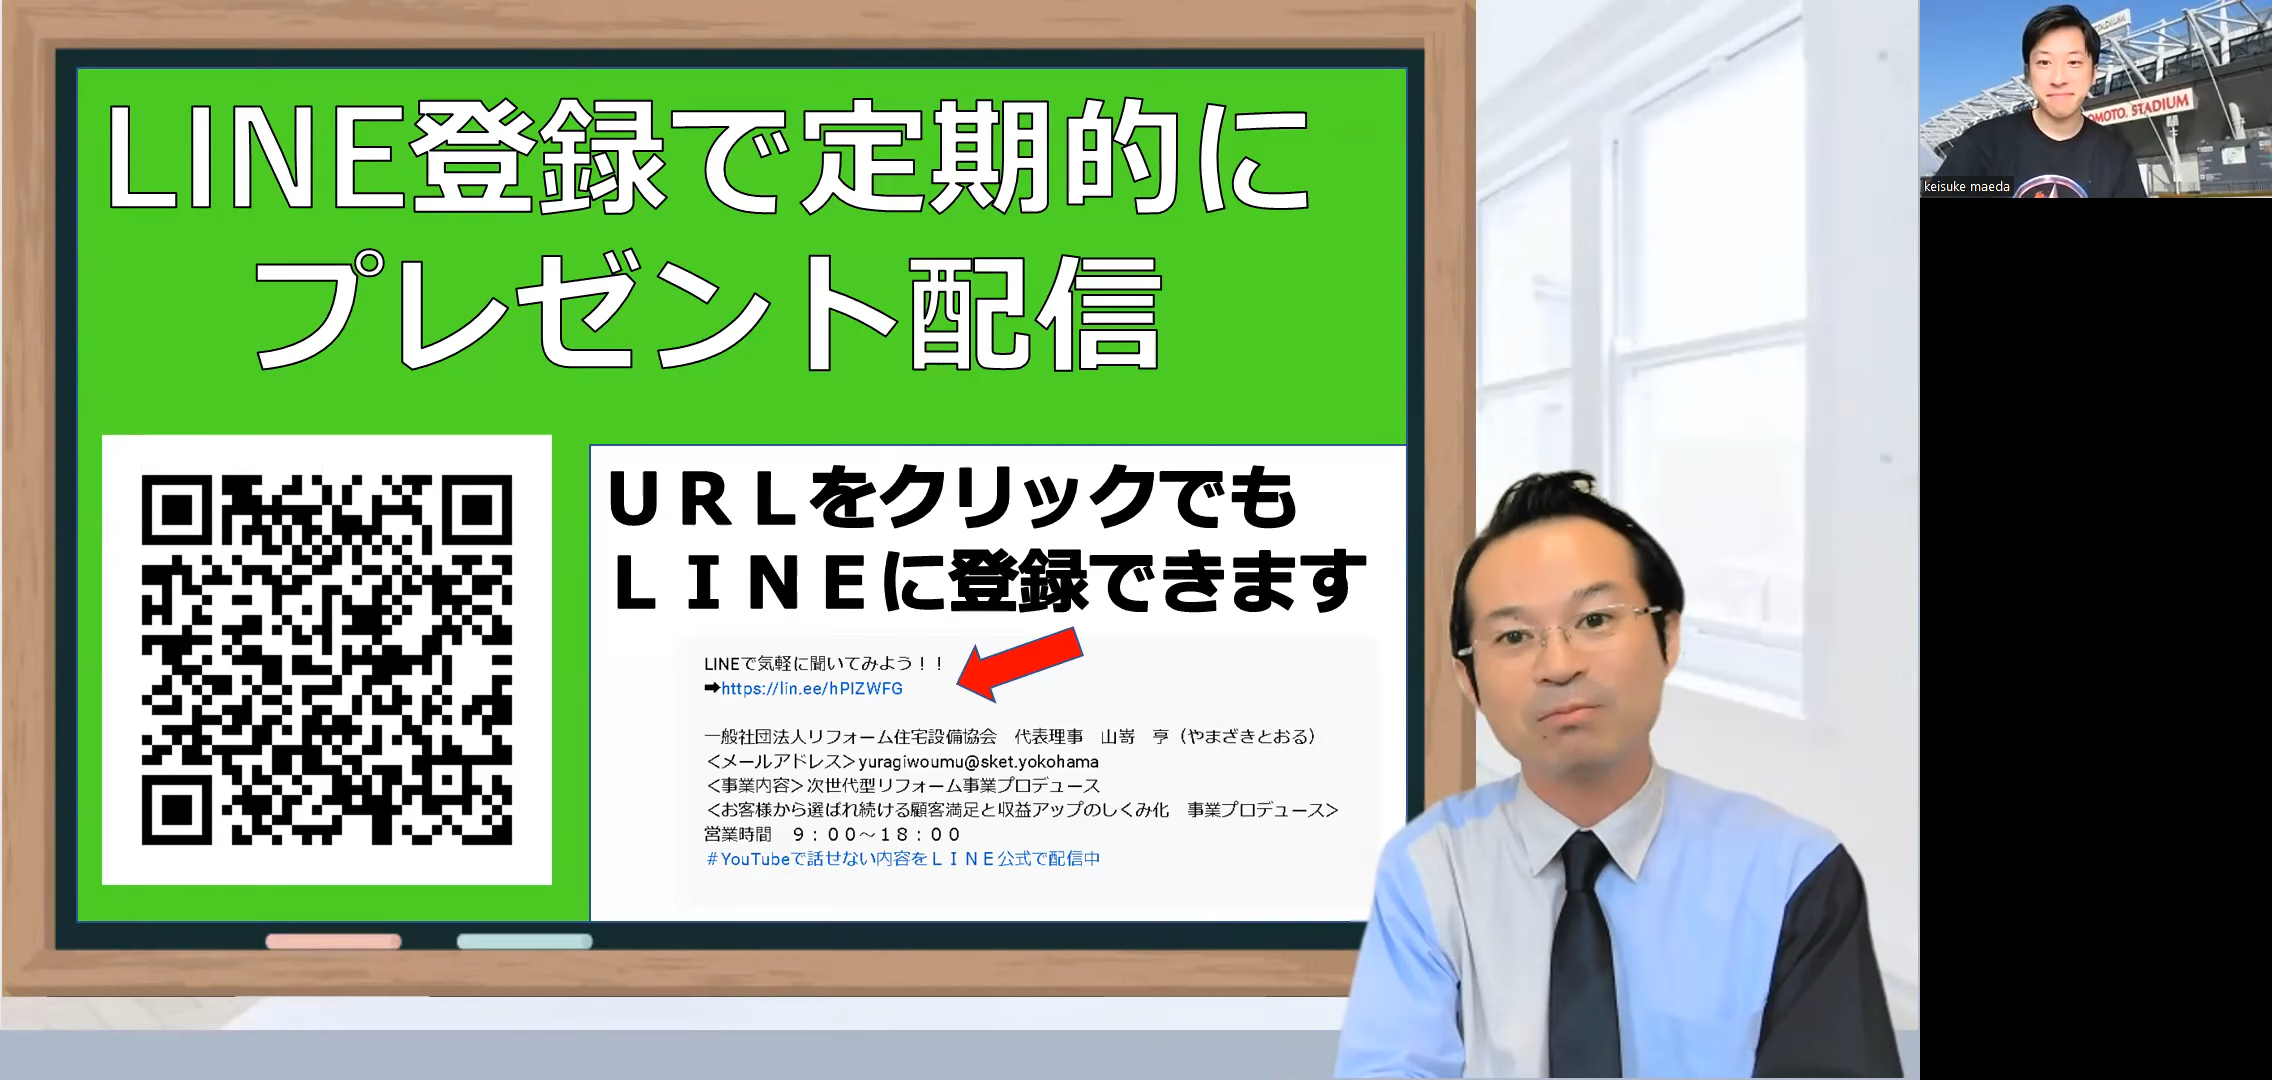 LINE登録で定期的に
プレゼント配信
ＵＲＬをクリックでも
ＬＩＮＥに登録できます
LINEで気軽に聞いてみよう！！
➡https://lin.ee/hPIZWFG
一般社団法人リフォーム住宅設備協会　代表理事　山嵜　亨（やまざきとおる）
＜メールアドレス＞yuragiwoumu@sket.yokohama
＜事業内容＞次世代型リフォーム事業プロデュース
＜お客様から選ばれ続ける顧客満足と収益アップのしくみ化　事業プロデュース＞
営業時間　９：００～１８：００
＃YouTubeで話せない内容をＬＩＮＥ公式で配信中
STADIUM
OMOTO STADIUM
keisuke maeda